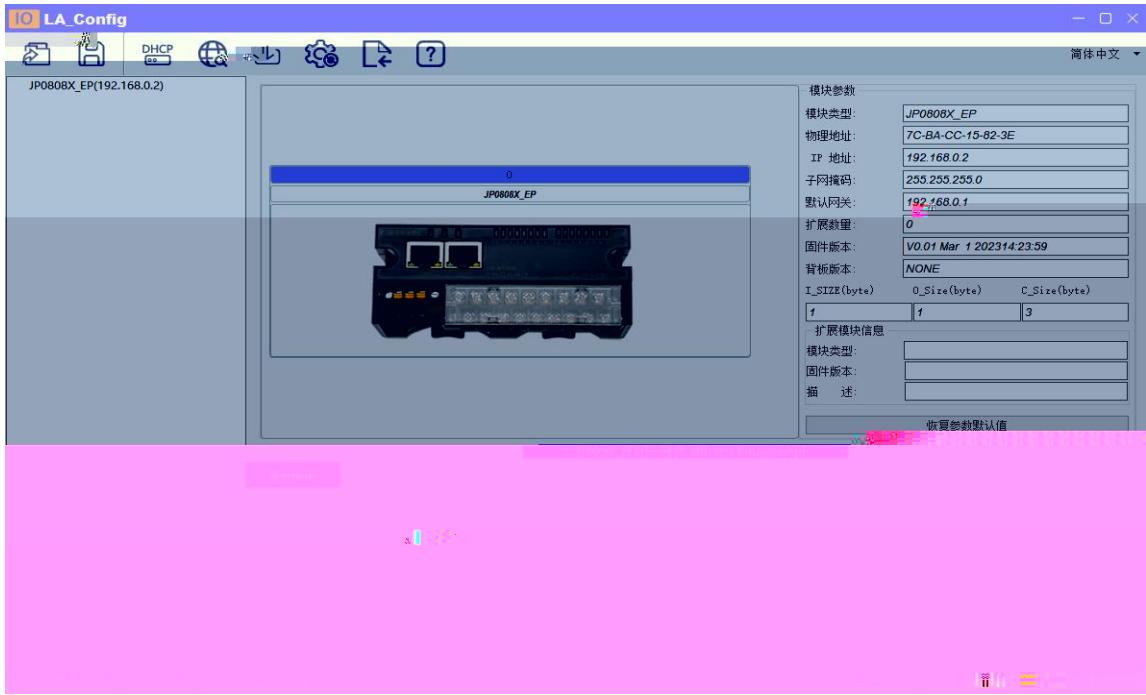 IO LA_Config
DHCP
简体中文
JP0808X_EP(192.168.0.2)
0
JP0808X_EP
模块参数
模块类型: JP0808X_EP
物理地址: 7C-BA-CC-15-82-3E
IP 地址: 192.168.0.2
子网掩码: 255.255.255.0
默认网关: 192.168.0.1
扩展数量: 0
固件版本: V0.01 Mar 1 202314:23:59
背板版本: NONE
I_SIZE(byte) O_Size(byte) C_Size(byte)
1 1 3
扩展模块信息
模块类型:
固件版本:
描 述:
恢复参数默认值